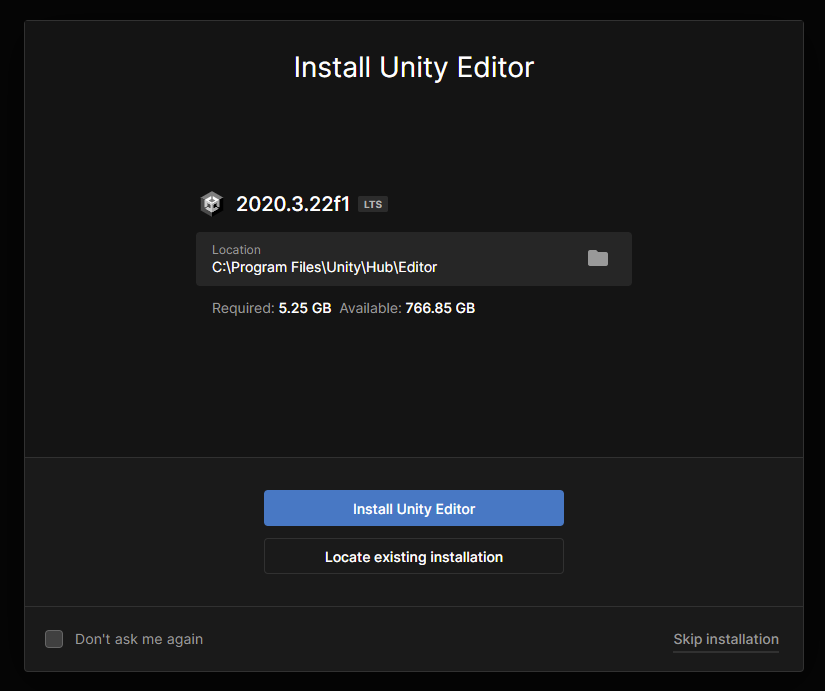 Install Unity Editor
2020.3.22f1 LTS
Location
C:\Program Files\Unity\Hub\Editor
Required: 5.25 GB Available: 766.85 GB
Install Unity Editor
Locate existing installation
Don't ask me again Skip installation